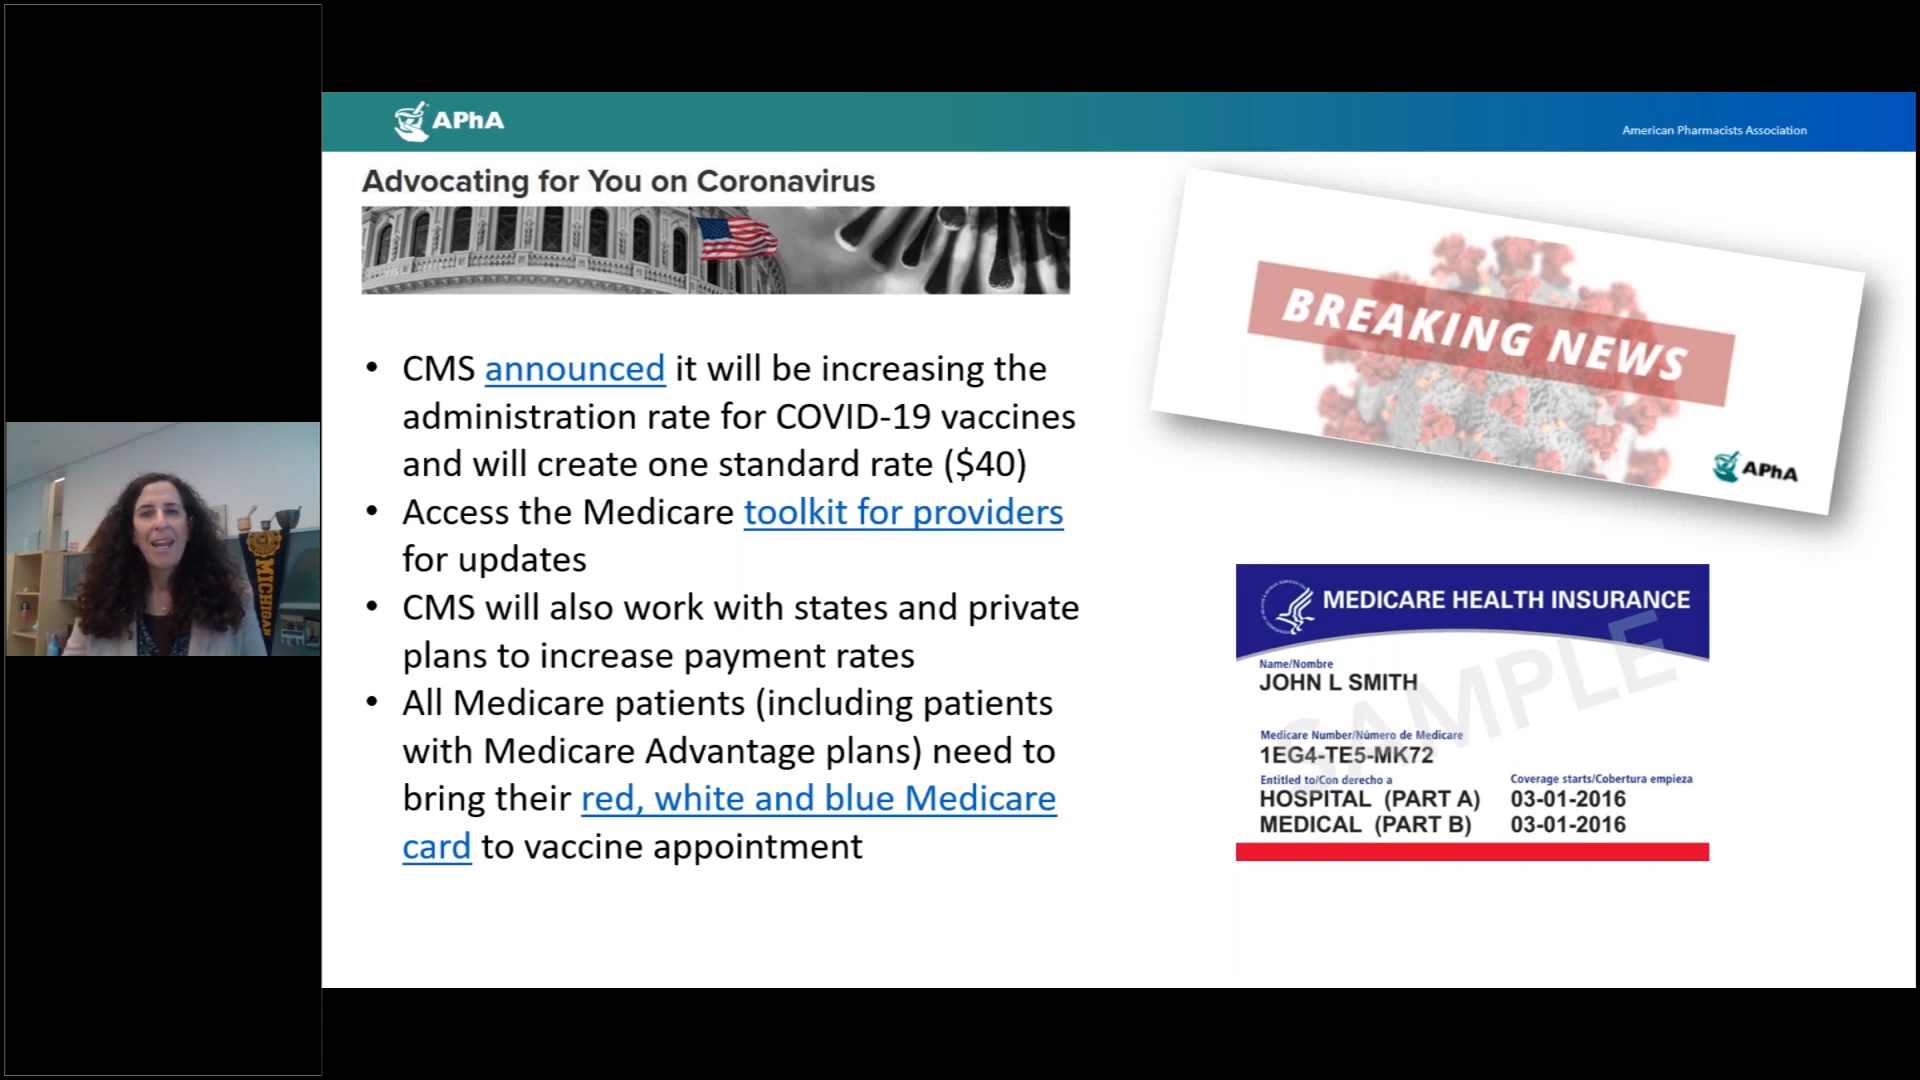 APhA
American Pharmacists Association
Advocating for You on Coronavirus
• CMS announced it will be increasing the
administration rate for COVID-19 vaccines
and will create one standard rate ($40)
• Access the Medicare toolkit for providers
for updates
• CMS will also work with states and private
plans to increase payment rates
• All Medicare patients (including patients
with Medicare Advantage plans) need to
bring their red, white and blue Medicare
card to vaccine appointment
BREAKING NEWS
APhA
MEDICARE HEALTH INSURANCE
Name/Nombre
JOHN L SMITH
SAMPLE
Medicare Number/Número de Medicare
1EG4-TE5-MK72
Entitled to/Con derecho a Coverage starts/Cobertura empieza
HOSPITAL (PART A) 03-01-2016
MEDICAL (PART B) 03-01-2016
MICHIGAN